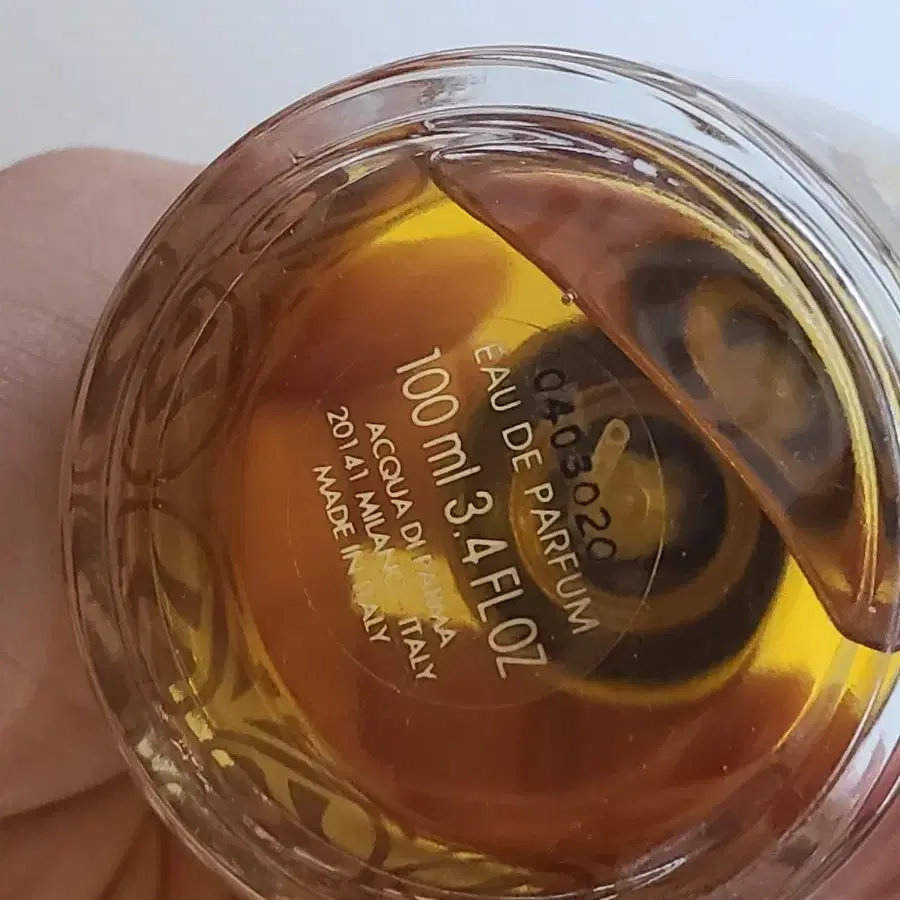 0403020
EAU DE PARFUM
100 ml 3.4 FL OZ
ACQUA DI PARMA
20141 MILANO ITALY
MADE IN ITALY